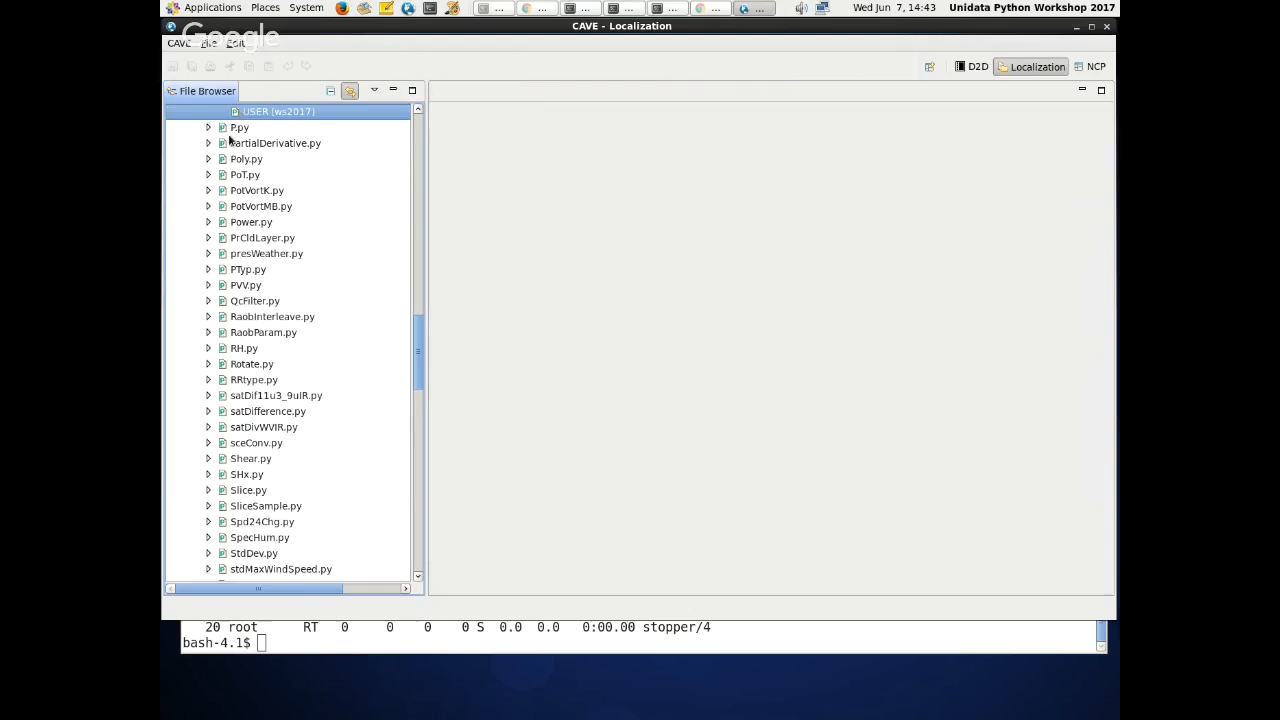 Applications Places System ... ... ... ... ... ... Wed Jun 7, 14:43 Unidata Python Workshop 2017
CAVE - Localization
Google
CAVE File Edit
D2D Localization NCP
File Browser
USER (ws2017)
P.py
PartialDerivative.py
Poly.py
PoT.py
PotVortK.py
PotVortMB.py
Power.py
PrCldLayer.py
presWeather.py
PTyp.py
PVV.py
QcFilter.py
RaobInterleave.py
RaobParam.py
RH.py
Rotate.py
RRtype.py
satDif11u3_9uIR.py
satDifference.py
satDivWVIR.py
sceConv.py
Shear.py
SHx.py
Slice.py
SliceSample.py
Spd24Chg.py
SpecHum.py
StdDev.py
stdMaxWindSpeed.py
20 root RT 0 0 0 0 S 0.0 0.0 0:00.00 stopper/4
bash-4.1$